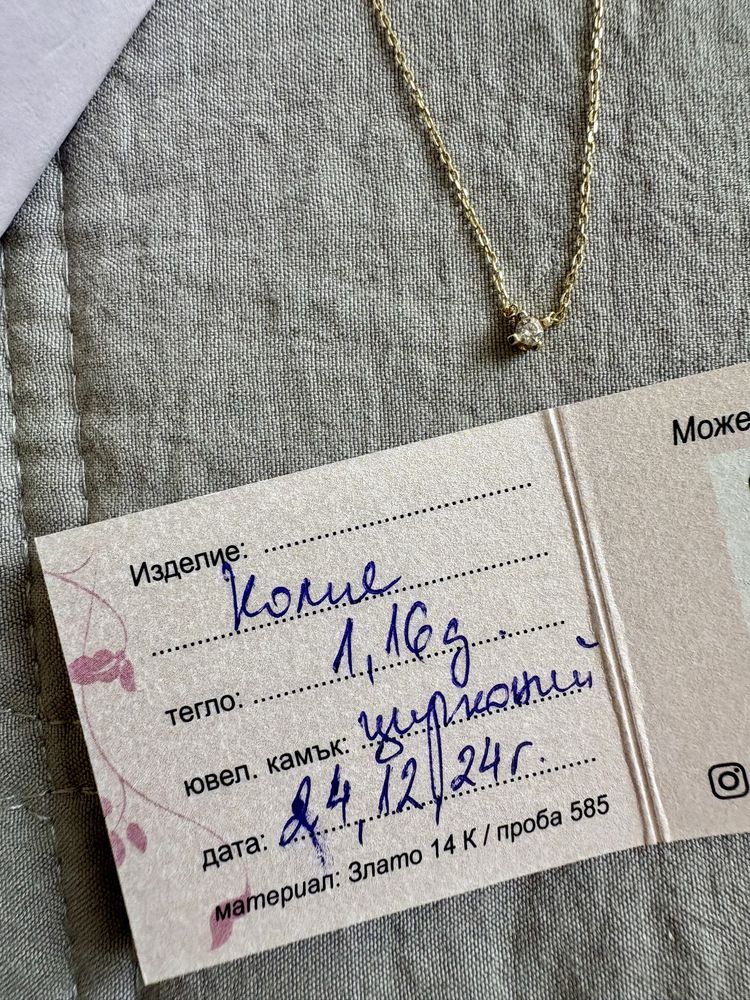 Изделие:
Колие
1,16g.
тегло:
ювел. камък: цирконий
дата: 24,12,24г.
материал: Злато 14 К / проба 585
Може